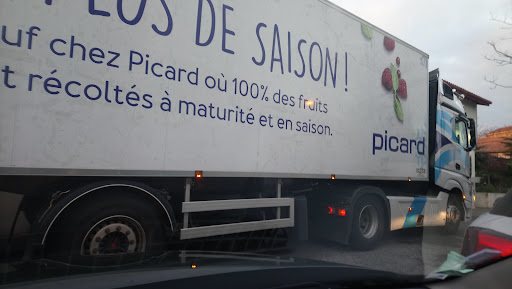 PLUS DE SAISON !
uf chez Picard où 100% des fruits
t récoltés à maturité et en saison.
picard